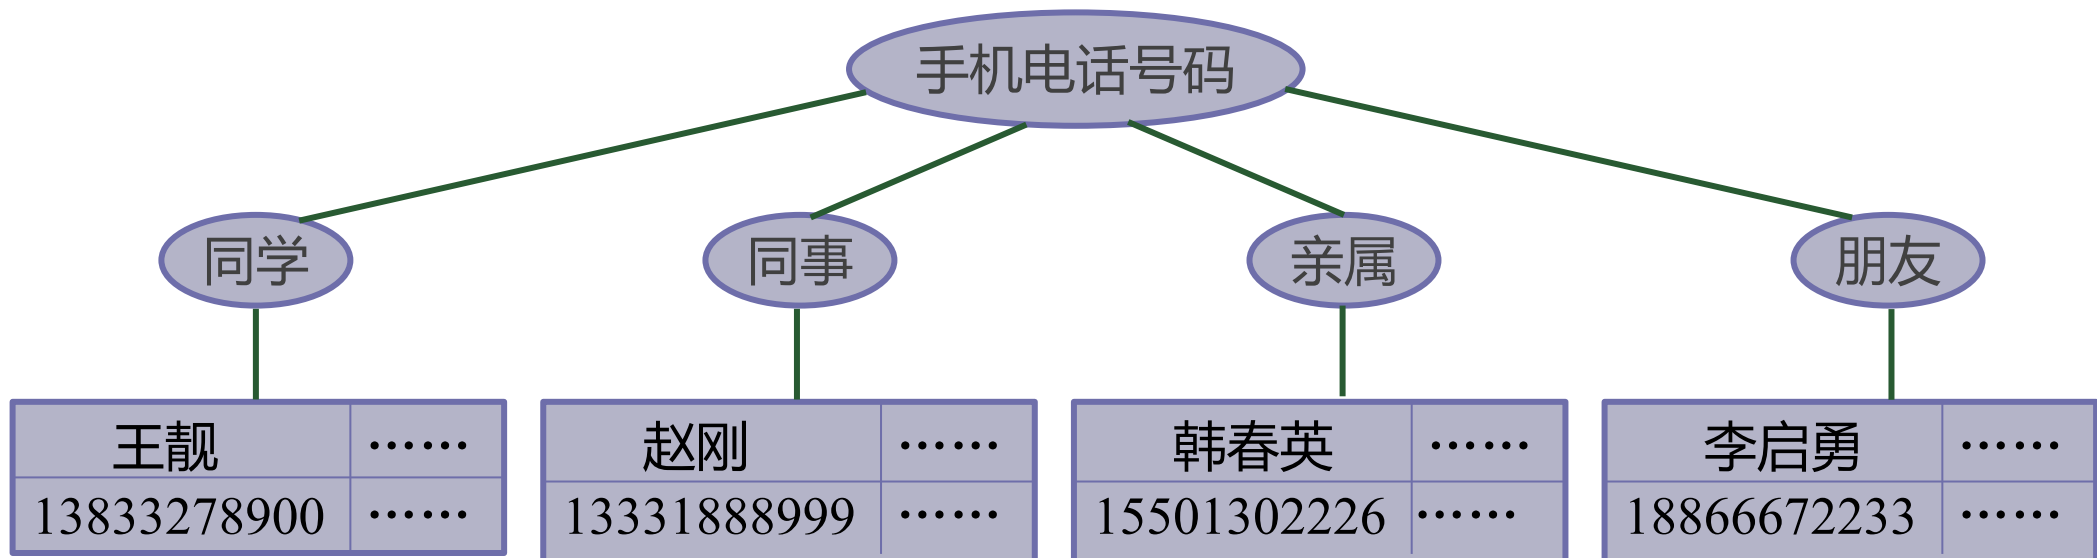 手机电话号码
同学 同事 亲属 朋友
王靓 …… 赵刚 …… 韩春英 …… 李启勇 ……
13833278900 …… 13331888999 …… 15501302226 …… 18866672233 ……